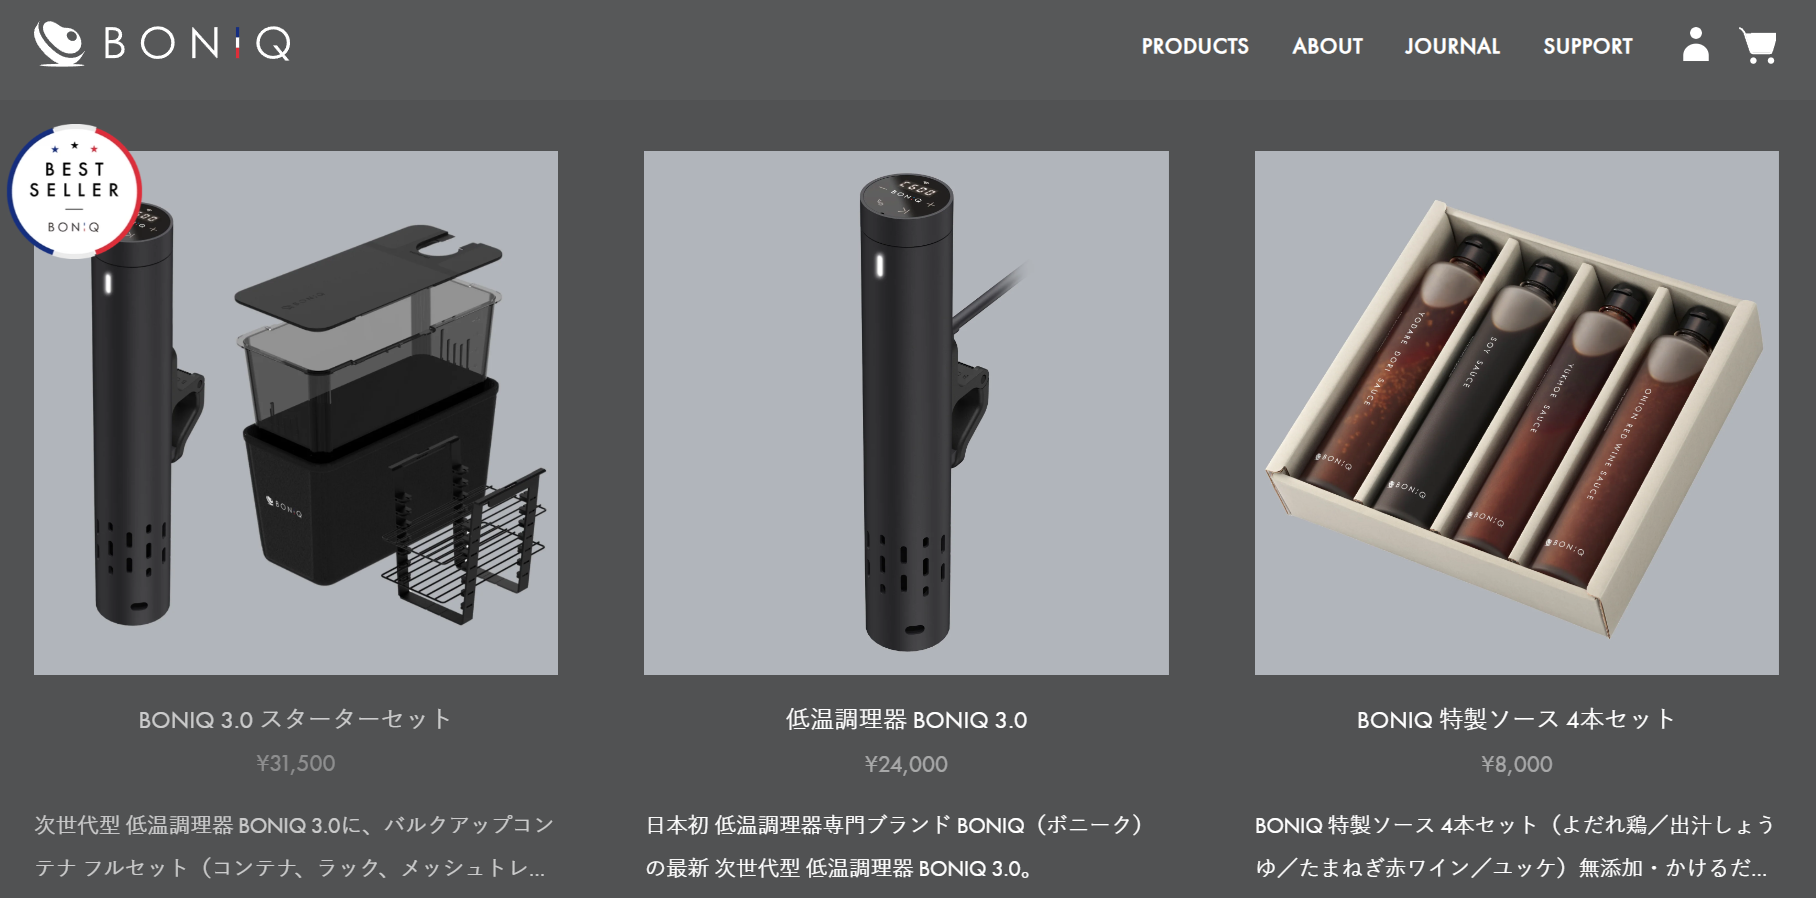 BONIQ
PRODUCTS ABOUT JOURNAL SUPPORT
BEST
SELLER
BONIQ
BONIQ
YODARE DORI SAUCE
BONIQ
SOY SAUCE
BONIQ
YUKHOE SAUCE
BONIQ
ONION RED WINE SAUCE
BONIQ
BONIQ 3.0 スターターセット
¥31,500
次世代型 低温調理器 BONIQ 3.0に、バルクアップコン
テナ フルセット（コンテナ、ラック、メッシュトレ...
低温調理器 BONIQ 3.0
¥24,000
日本初 低温調理器専門ブランド BONIQ（ボニーク）
の最新 次世代型 低温調理器 BONIQ 3.0。
BONIQ 特製ソース 4本セット
¥8,000
BONIQ 特製ソース 4本セット（よだれ鶏／出汁しょう
ゆ／たまねぎ赤ワイン／ユッケ）無添加・かけるだ...